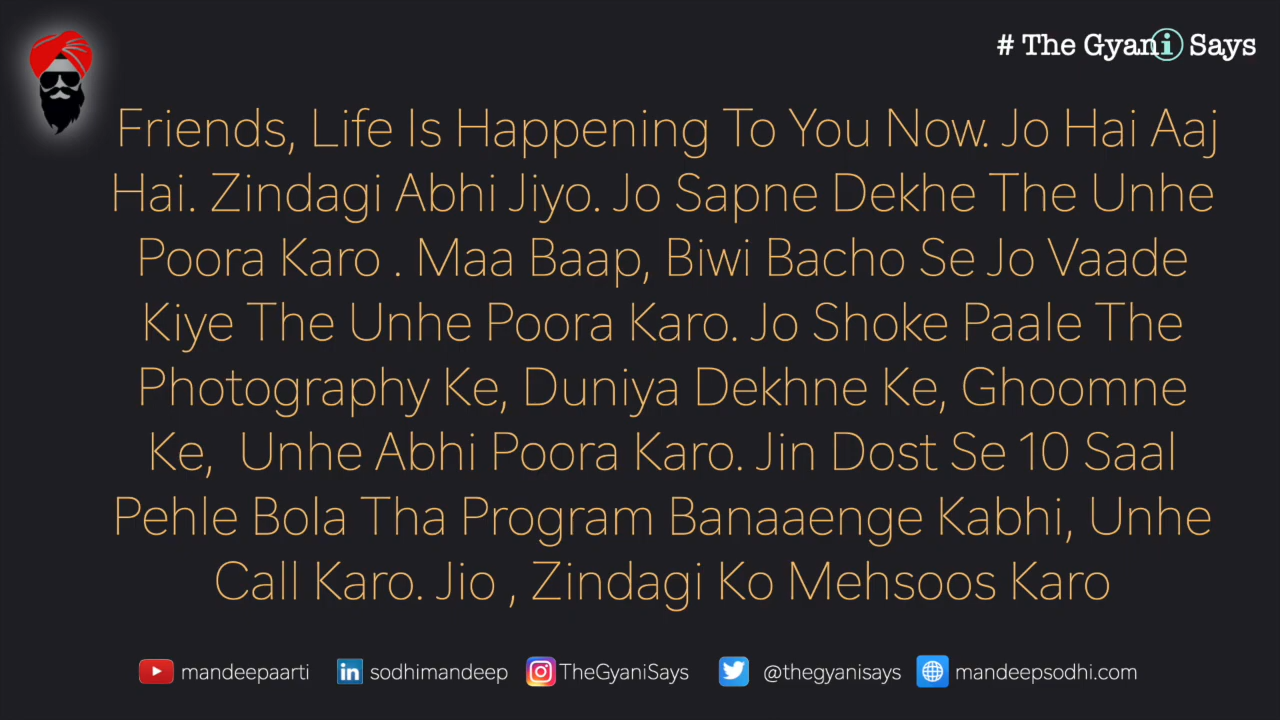 # The Gyani Says
Friends, Life Is Happening To You Now. Jo Hai Aaj
Hai. Zindagi Abhi Jiyo. Jo Sapne Dekhe The Unhe
Poora Karo . Maa Baap, Biwi Bacho Se Jo Vaade
Kiye The Unhe Poora Karo. Jo Shoke Paale The
Photography Ke, Duniya Dekhne Ke, Ghoomne
Ke,  Unhe Abhi Poora Karo. Jin Dost Se 10 Saal
Pehle Bola Tha Program Banaaenge Kabhi, Unhe
Call Karo. Jio , Zindagi Ko Mehsoos Karo
mandeepaarti in sodhimandeep TheGyaniSays @thegyanisays mandeepsodhi.com